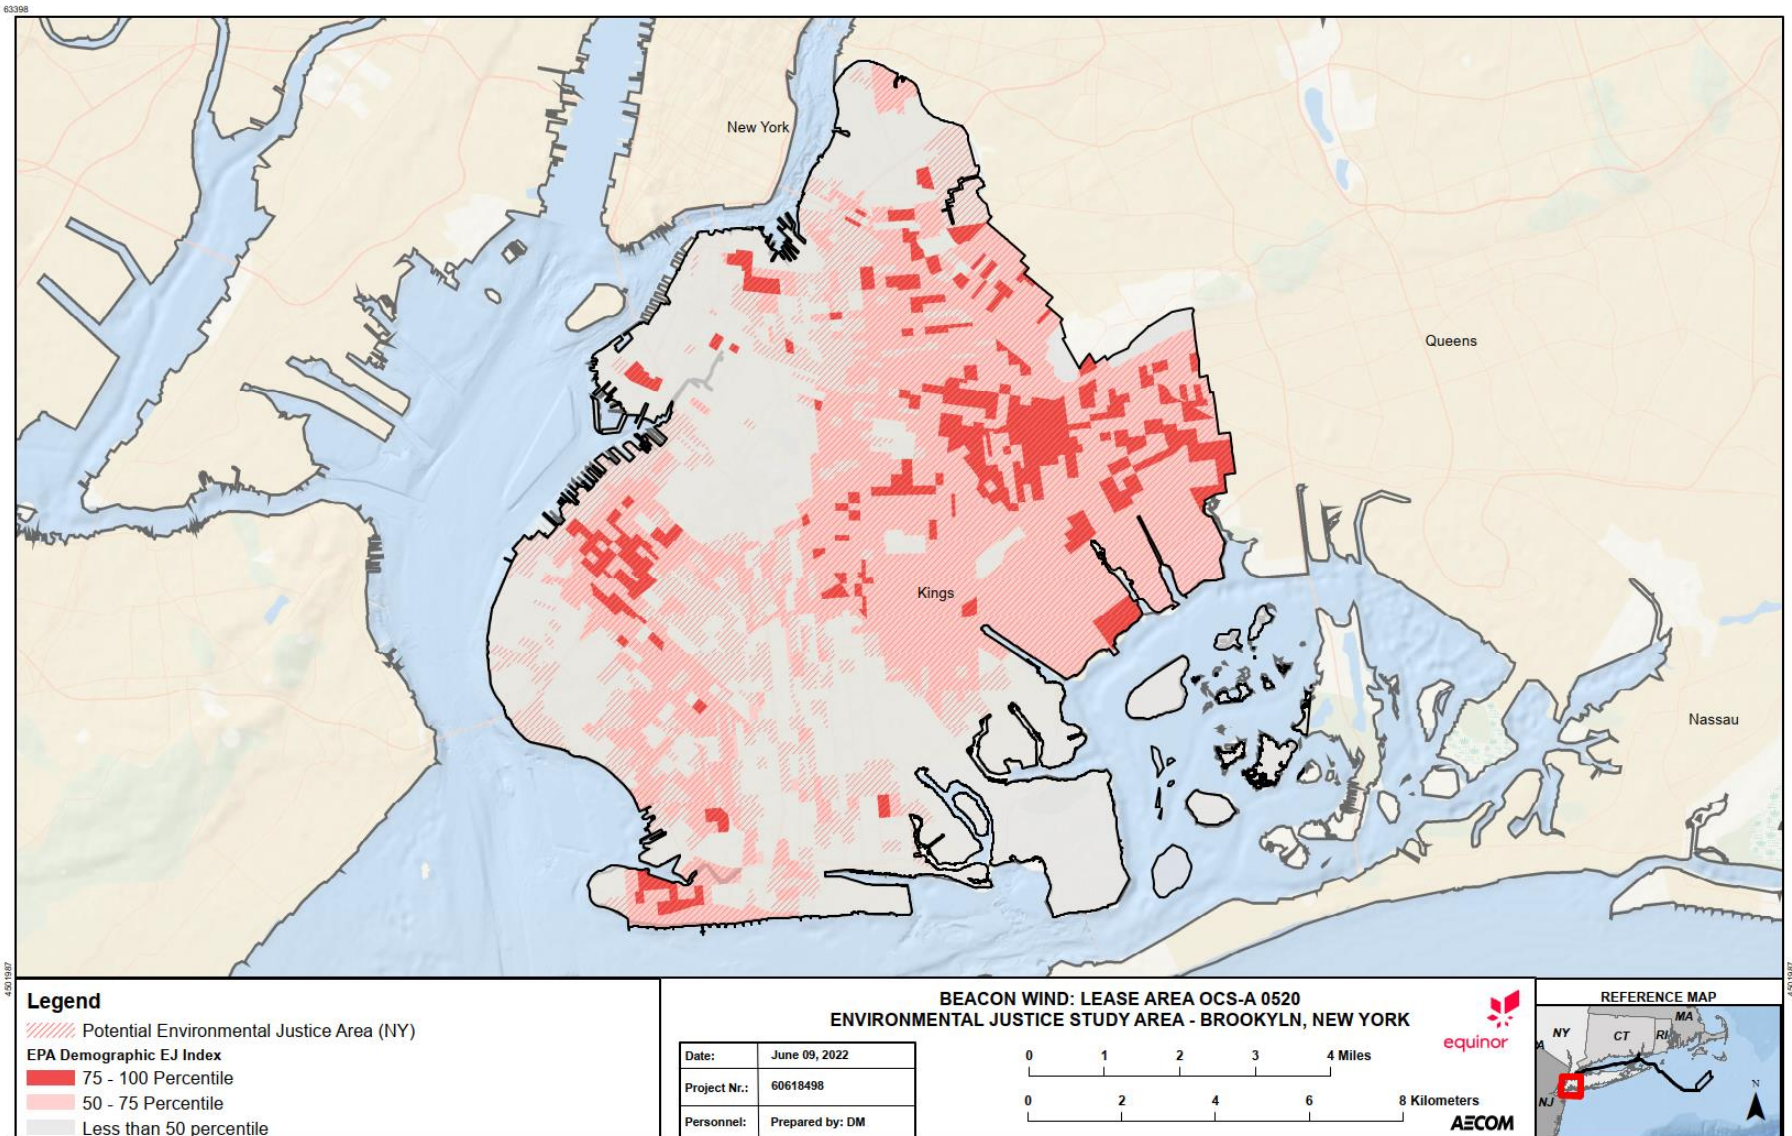 63398
New York
Queens
Kings
Nassau
4501987
4501987
Legend
Potential Environmental Justice Area (NY)
EPA Demographic EJ Index
75 - 100 Percentile
50 - 75 Percentile
Less than 50 percentile
BEACON WIND: LEASE AREA OCS-A 0520
ENVIRONMENTAL JUSTICE STUDY AREA - BROOKYLN, NEW YORK
equinor
Date: June 09, 2022
Project Nr.: 60618498
Personnel: Prepared by: DM
0 1 2 3 4 Miles
0 2 4 6 8 Kilometers
AECOM
REFERENCE MAP
NY
CT
RI
MA
A
NJ
N